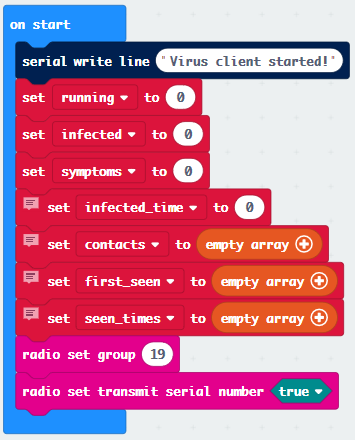 on start
serial write line "Virus client started!"
set running to 0
set infected to 0
set symptoms to 0
set infected_time to 0
set contacts to empty array
set first_seen to empty array
set seen_times to empty array
radio set group 19
radio set transmit serial number true